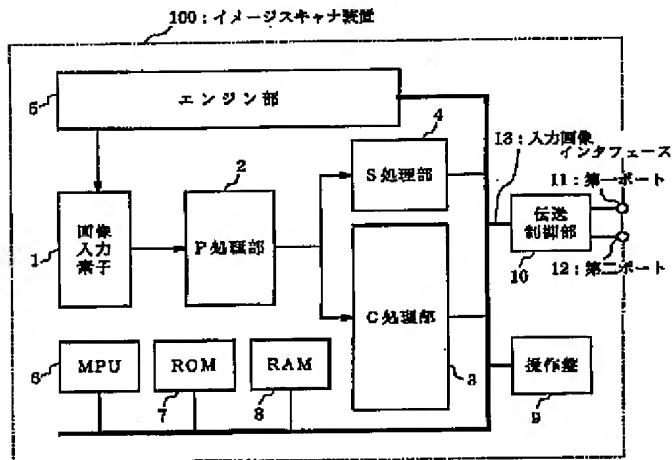 100：イメージスキャナ装置
エンジン部
5
4
13：入力画像
インタフェース
2
S処理部
11：第一ポート
画像
入力
素子
P処理部
伝送
制御部
1
10
12：第二ポート
C処理部
MPU
ROM
RAM
操作盤
6
7
8
3
9